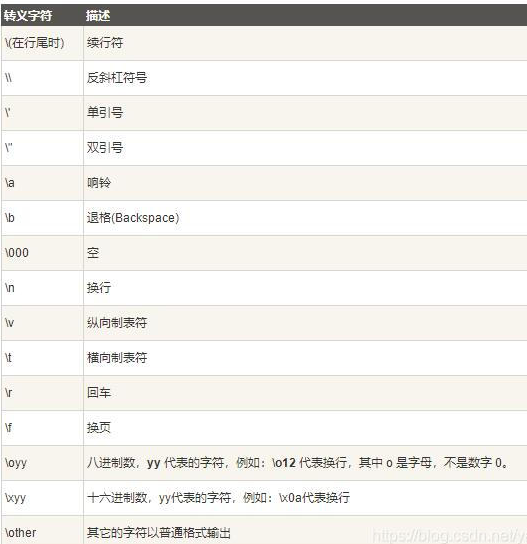 转义字符 描述
\(在行尾时) 续行符
\\ 反斜杠符号
\' 单引号
\" 双引号
\a 响铃
\b 退格(Backspace)
\000 空
\n 换行
\v 纵向制表符
\t 横向制表符
\r 回车
\f 换页
\oyy 八进制数，yy 代表的字符，例如：\o12 代表换行，其中 o 是字母，不是数字 0。
\xyy 十六进制数，yy代表的字符，例如：\x0a代表换行
\other 其它的字符以普通格式输出
https://blog.csdn.net/y